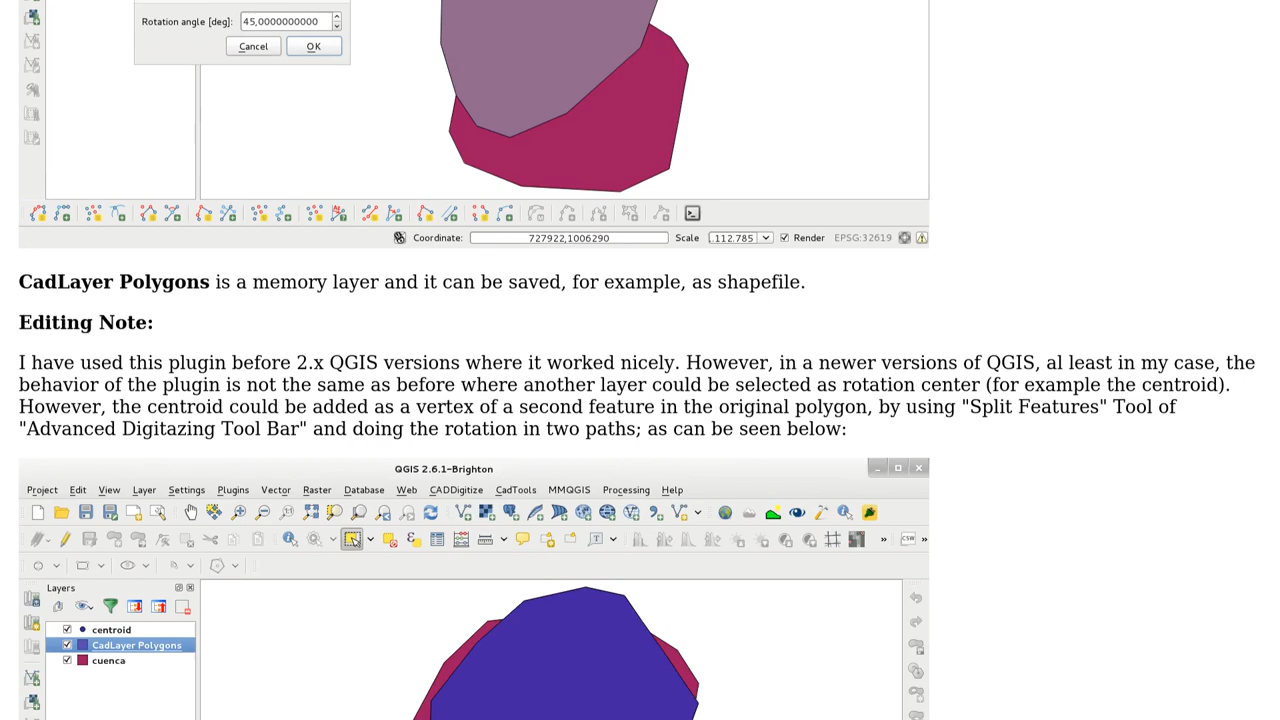 Rotation angle [deg]: 45,0000000000
Cancel OK
Coordinate: 727922,1006290 Scale .112.785 Render EPSG:32619
CadLayer Polygons is a memory layer and it can be saved, for example, as shapefile.
Editing Note:
I have used this plugin before 2.x QGIS versions where it worked nicely. However, in a newer versions of QGIS, al least in my case, the
behavior of the plugin is not the same as before where another layer could be selected as rotation center (for example the centroid).
However, the centroid could be added as a vertex of a second feature in the original polygon, by using "Split Features" Tool of
"Advanced Digitazing Tool Bar" and doing the rotation in two paths; as can be seen below:
QGIS 2.6.1-Brighton
Project Edit View Layer Settings Plugins Vector Raster Database Web CADDigitize CadTools MMQGIS Processing Help
CSW
Layers
centroid
CadLayer Polygons
cuenca